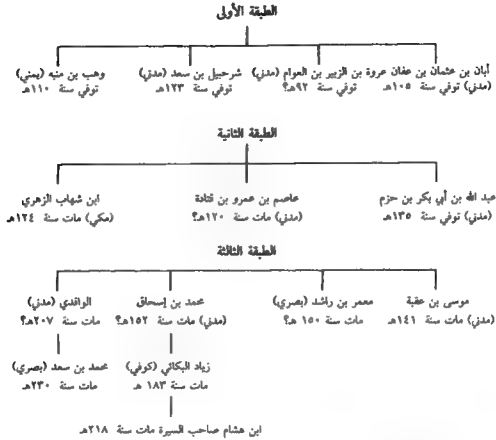 الطبقة الأولى
أبان بن عثمان بن عفان عروة بن الزبير بن العوام (مدني) شرحبيل بن سعد (مدني) وهب بن منبه (يمني)
(مدني) توفي سنة ١٠٥هـ توفي سنة ٩٢هـ؟ توفي سنة ١٢٣هـ توفي سنة ١١٠هـ
الطبقة الثانية
عبد الله بن أبي بكر بن حزم عاصم بن عمرو بن قتادة ابن شهاب الزهري
(مدني) توفي سنة ١٣٥هـ (مدني) مات سنة ١٢٠هـ؟ (مكي) مات سنة ١٢٤هـ
الطبقة الثالثة
موسى بن عقبة معمر بن راشد (بصري) محمد بن إسحاق الواقدي (مدني)
(مدني) مات سنة ١٤١هـ مات سنة ١٥٠هـ؟ (مدني) مات سنة ١٥٢هـ؟ مات سنة ٢٠٧هـ؟
زياد البكائي (كوفي) محمد بن سعد (بصري)
مات سنة ١٨٣هـ مات سنة ٢٣٠هـ
ابن هشام صاحب السيرة مات سنة ٢١٨هـ